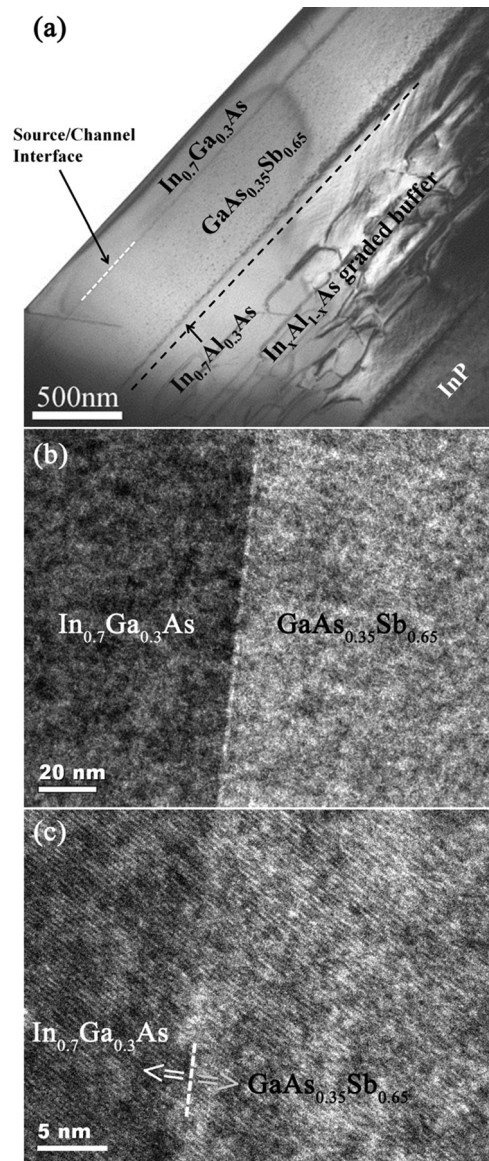 (a)
Source/Channel
Interface
In0.7Ga0.3As
GaAs0.35Sb0.65
In0.7Al0.3As
InxAl1-xAs graded buffer
InP
500nm
(b)
In0.7Ga0.3As
GaAs0.35Sb0.65
20 nm
(c)
In0.7Ga0.3As
GaAs0.35Sb0.65
5 nm